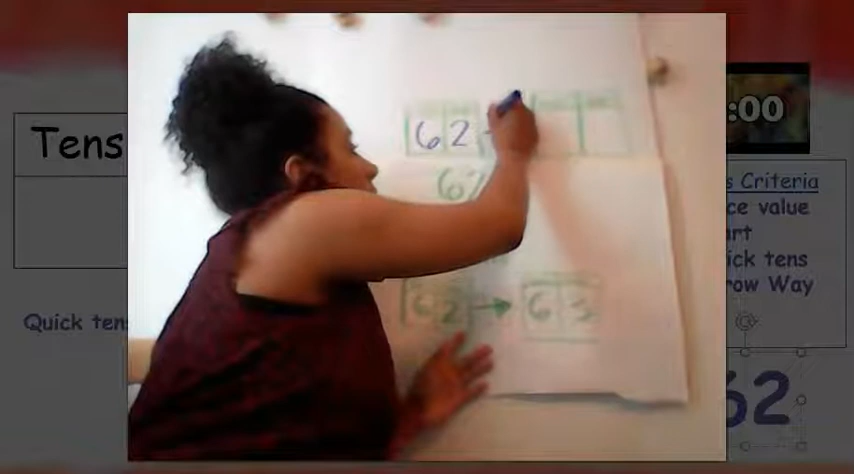 Tens
62
62
62 → 63
:00
s Criteria
ce value
art
ick tens
row Way
Quick tens
62